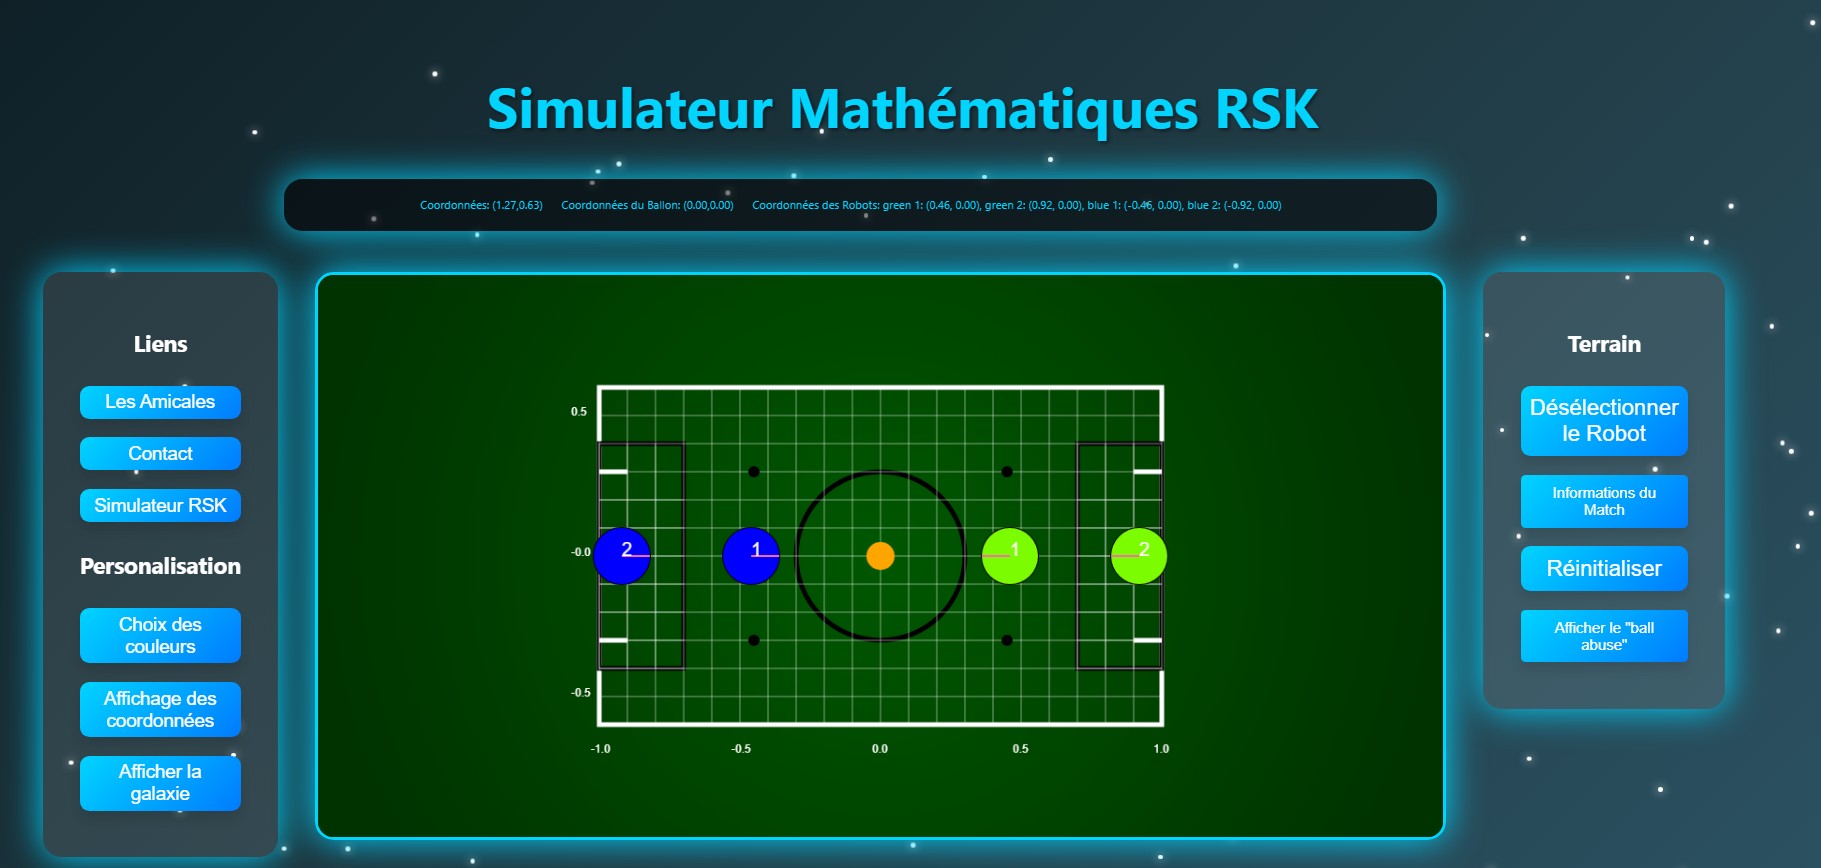 Simulateur Mathématiques RSK
Coordonnées: (1.27,0.63) Coordonnées du Ballon: (0.00,0.00) Coordonnées des Robots: green 1: (0.46, 0.00), green 2: (0.92, 0.00), blue 1: (-0.46, 0.00), blue 2: (-0.92, 0.00)
Liens
Les Amicales
Contact
Simulateur RSK
Personalisation
Choix des
couleurs
Affichage des
coordonnées
Afficher la
galaxie
0.5
-0.0
-0.5
2
1
1
2
-1.0
-0.5
0.0
0.5
1.0
Terrain
Désélectionner
le Robot
Informations du
Match
Réinitialiser
Afficher le "ball
abuse"